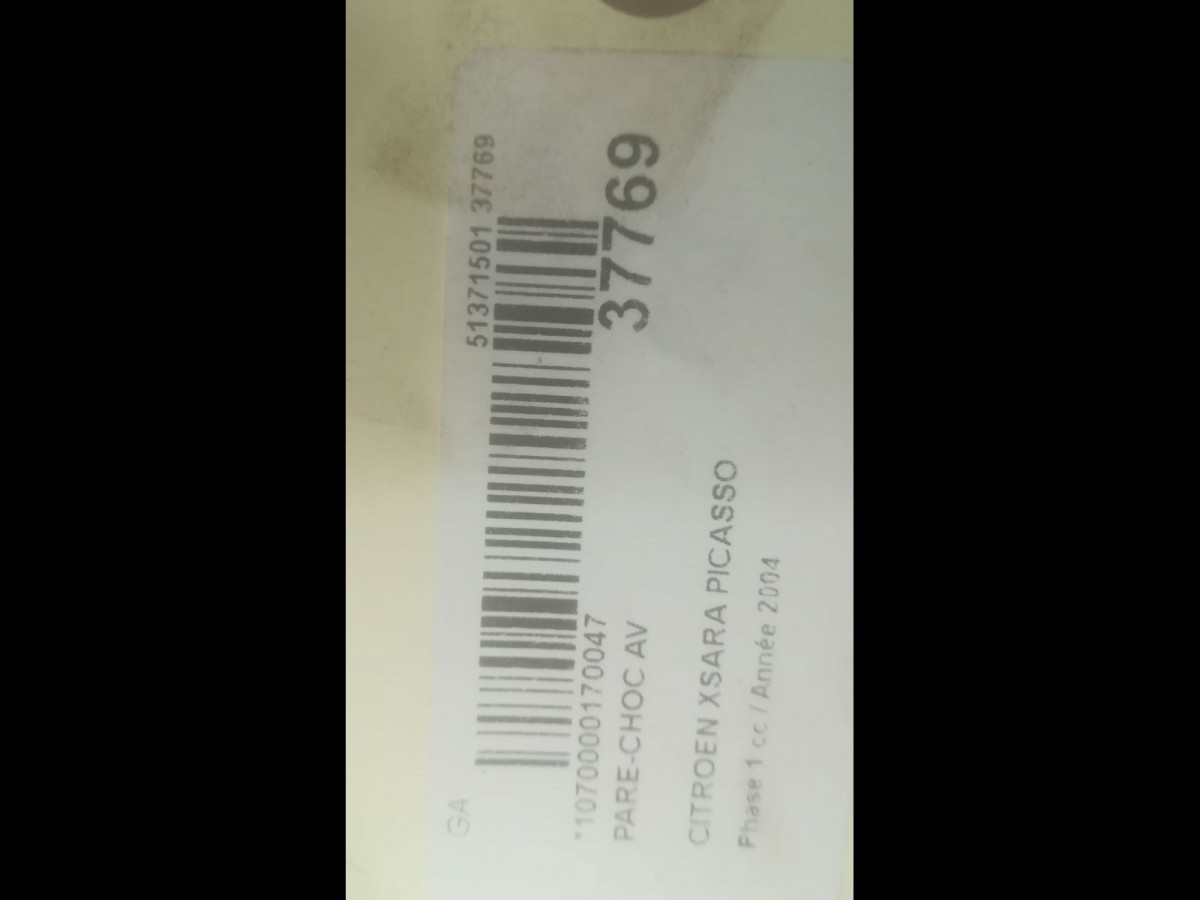 GA
51371501 37769
*1070000170047
37769
PARE-CHOC AV
CITROEN XSARA PICASSO
Phase 1 cc / Année 2004